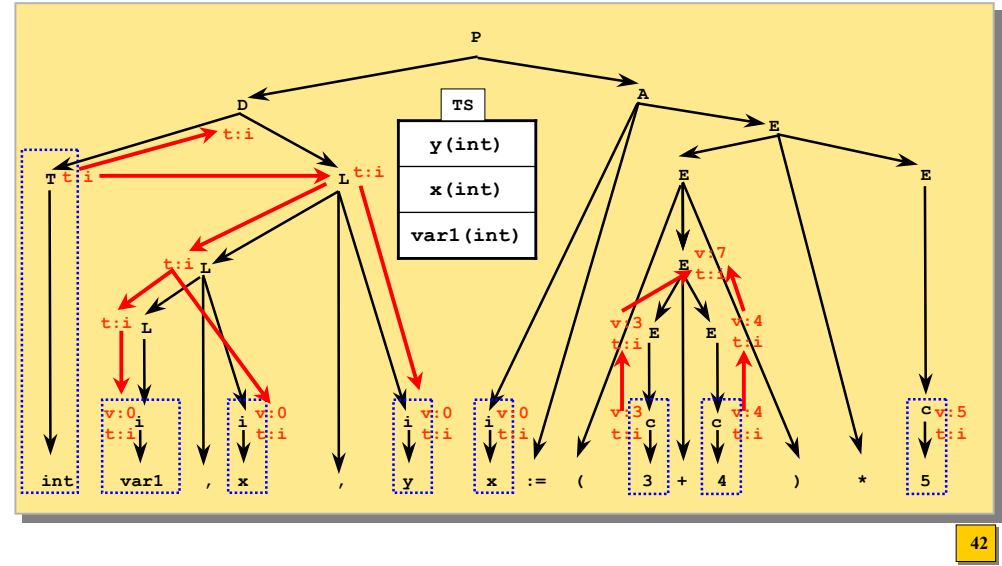 P
D
TS
A
E
t:i
y(int)
T t:i
L t:i
E
E
x(int)
var1(int)
t:i L
E v:7
t:i
t:i L
v:3 E
t:i
E v:4
t:i
v:0 i
t:i
i v:0
t:i
i v:0
t:i
i v:0
t:i
v:3 c
t:i
c v:4
t:i
c v:5
t:i
int var1 , x , y x := ( 3 + 4 ) * 5
42